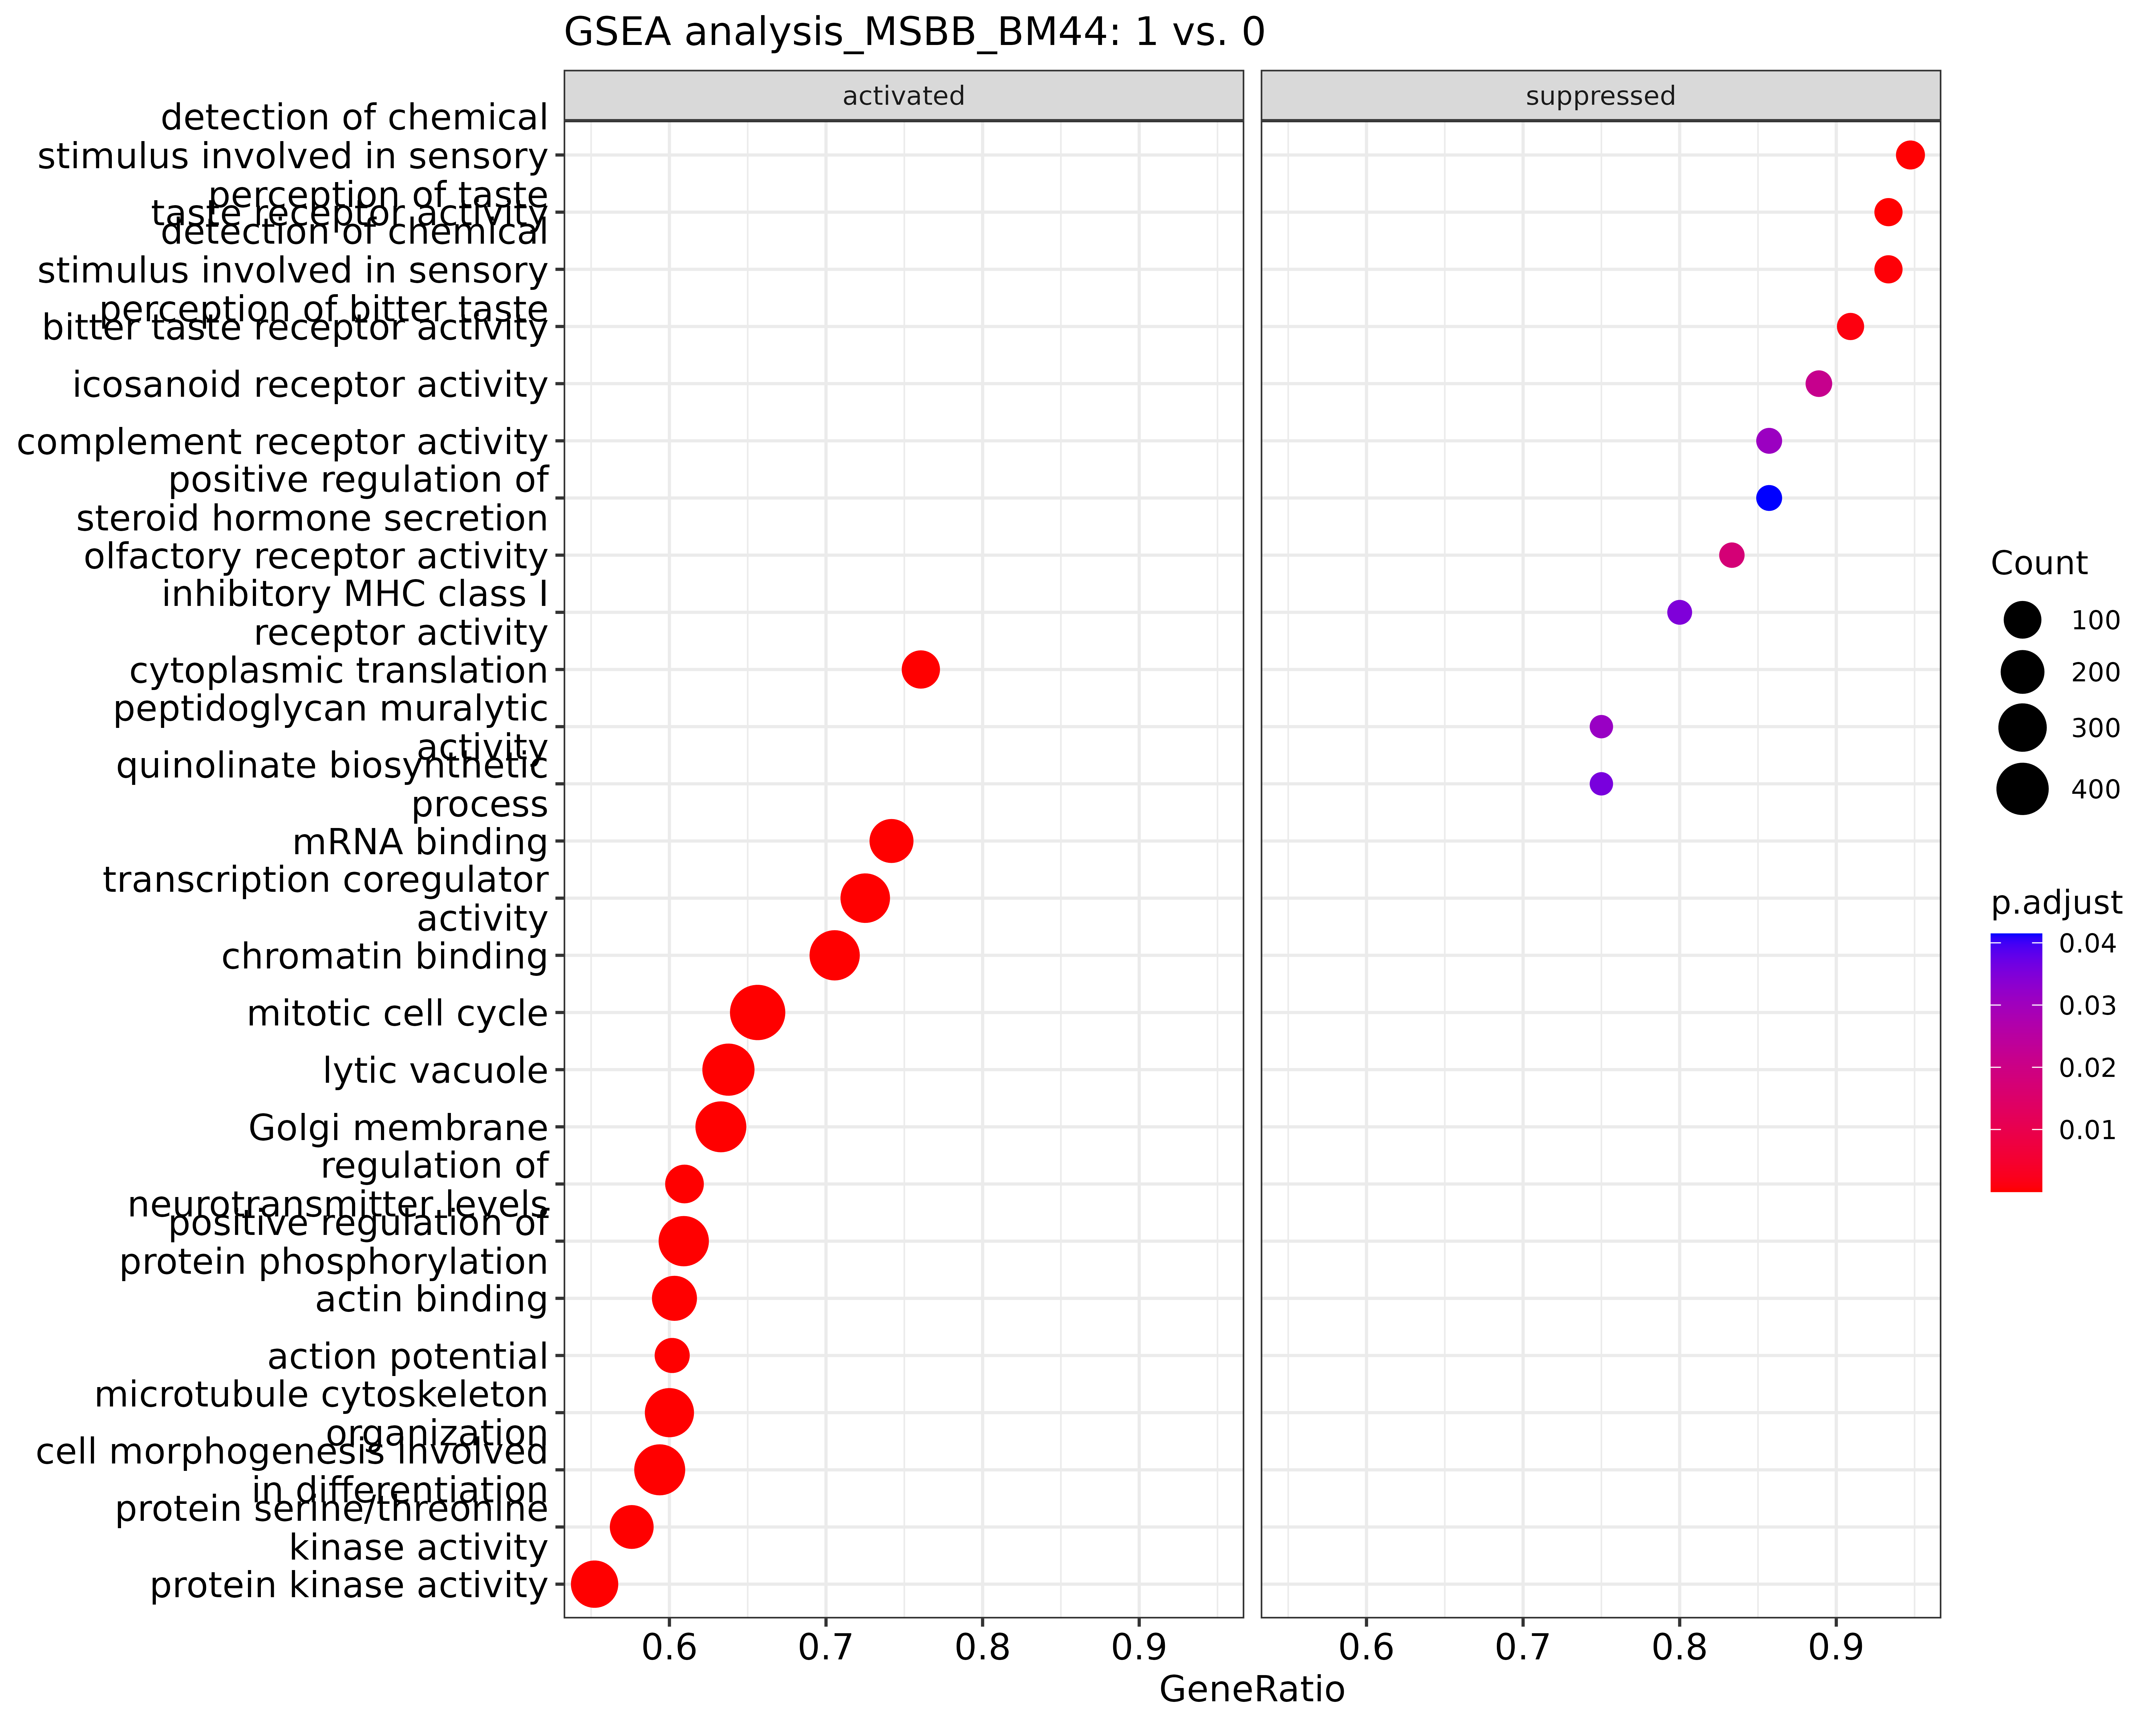 GSEA analysis_MSBB_BM44: 1 vs. 0
activated
suppressed
detection of chemical
stimulus involved in sensory
perception of taste
taste receptor activity
detection of chemical
stimulus involved in sensory
perception of bitter taste
bitter taste receptor activity
icosanoid receptor activity
complement receptor activity
positive regulation of
steroid hormone secretion
olfactory receptor activity
inhibitory MHC class I
receptor activity
cytoplasmic translation
peptidoglycan muralytic
activity
quinolinate biosynthetic
process
mRNA binding
transcription coregulator
activity
chromatin binding
mitotic cell cycle
lytic vacuole
Golgi membrane
regulation of
neurotransmitter levels
positive regulation of
protein phosphorylation
actin binding
action potential
microtubule cytoskeleton
organization
cell morphogenesis involved
in differentiation
protein serine/threonine
kinase activity
protein kinase activity
0.6 0.7 0.8 0.9
0.6 0.7 0.8 0.9
GeneRatio
Count
100
200
300
400
p.adjust
0.04
0.03
0.02
0.01